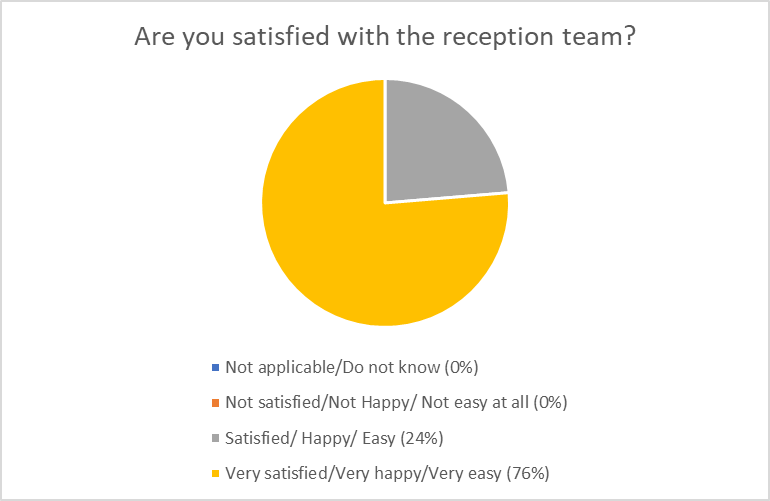 Are you satisfied with the reception team?
Not applicable/Do not know (0%)
Not satisfied/Not Happy/ Not easy at all (0%)
Satisfied/ Happy/ Easy (24%)
Very satisfied/Very happy/Very easy (76%)